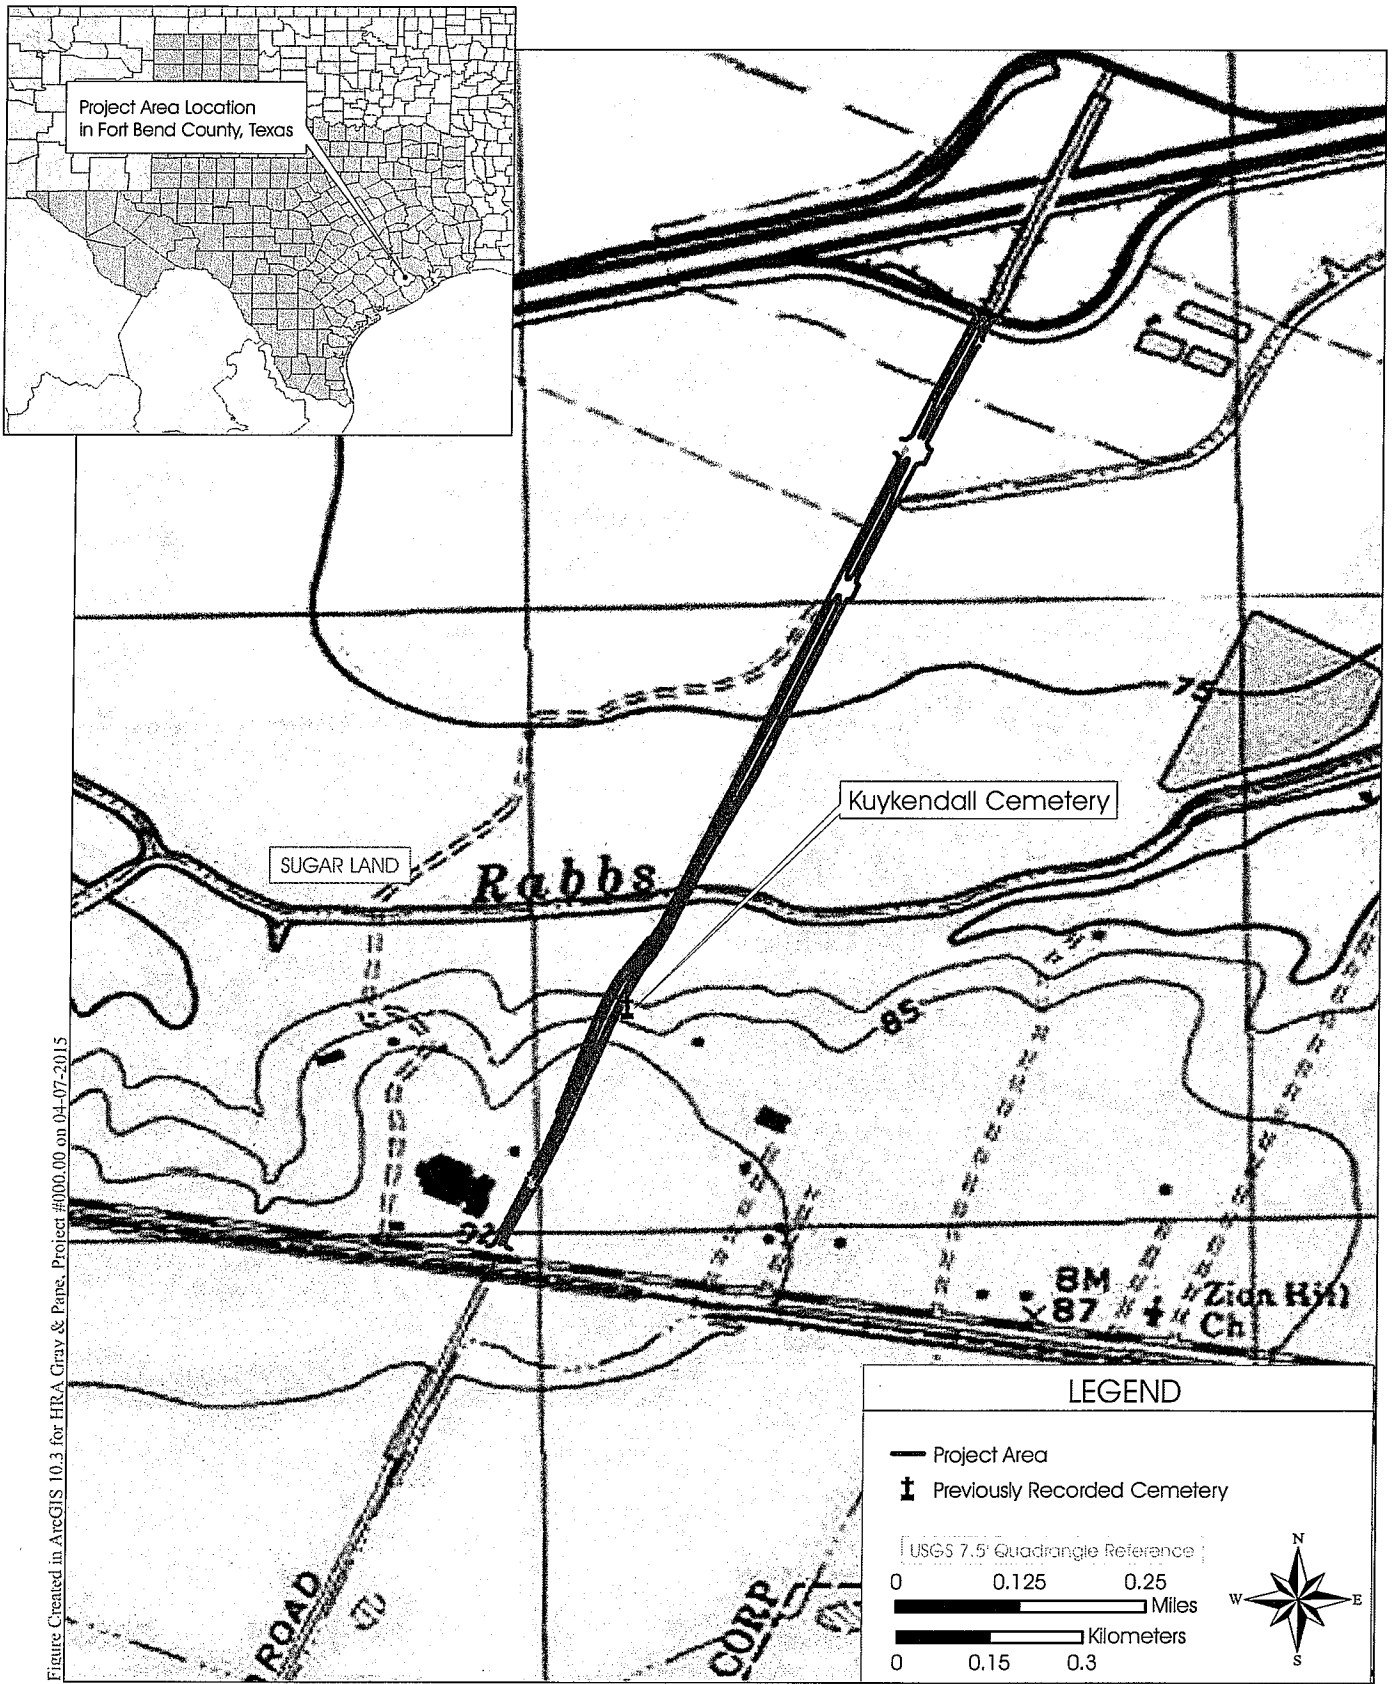 Project Area Location
in Fort Bend County, Texas
75
Kuykendall Cemetery
SUGAR LAND
Rabbs
85
92
8M
87
Zion Hill
Ch
ROAD
CORP
LEGEND
Project Area
Previously Recorded Cemetery
USGS 7.5' Quadrangle Reference
0 0.125 0.25
Miles
Kilometers
0 0.15 0.3
N
W E
S
Figure Created in ArcGIS 10.3 for HRA Gray & Pape, Project #000.00 on 04-07-2015